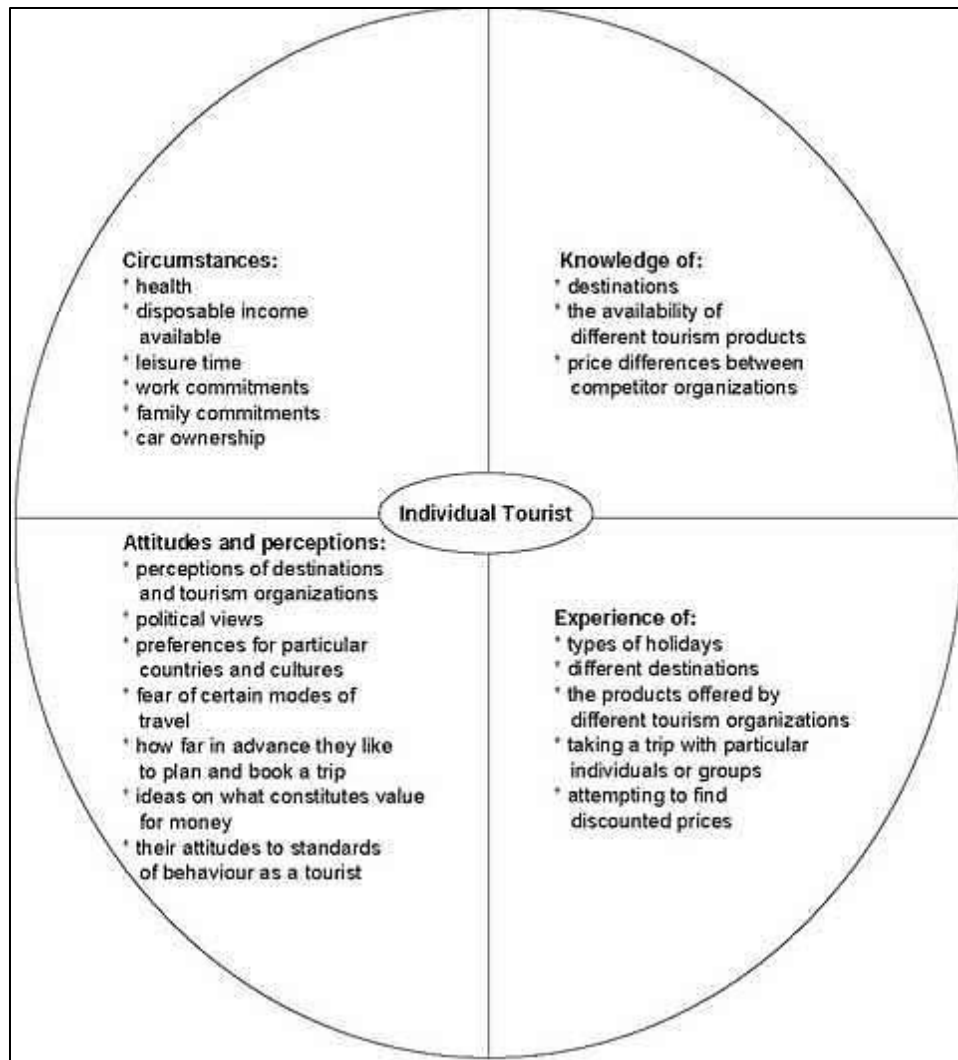 Circumstances:
* health
* disposable income
available
* leisure time
* work commitments
* family commitments
* car ownership
Knowledge of:
* destinations
* the availability of
different tourism products
* price differences between
competitor organizations
Individual Tourist
Attitudes and perceptions:
* perceptions of destinations
and tourism organizations
* political views
* preferences for particular
countries and cultures
* fear of certain modes of
travel
* how far in advance they like
to plan and book a trip
* ideas on what constitutes value
for money
* their attitudes to standards
of behaviour as a tourist
Experience of:
* types of holidays
* different destinations
* the products offered by
different tourism organizations
* taking a trip with particular
individuals or groups
* attempting to find
discounted prices